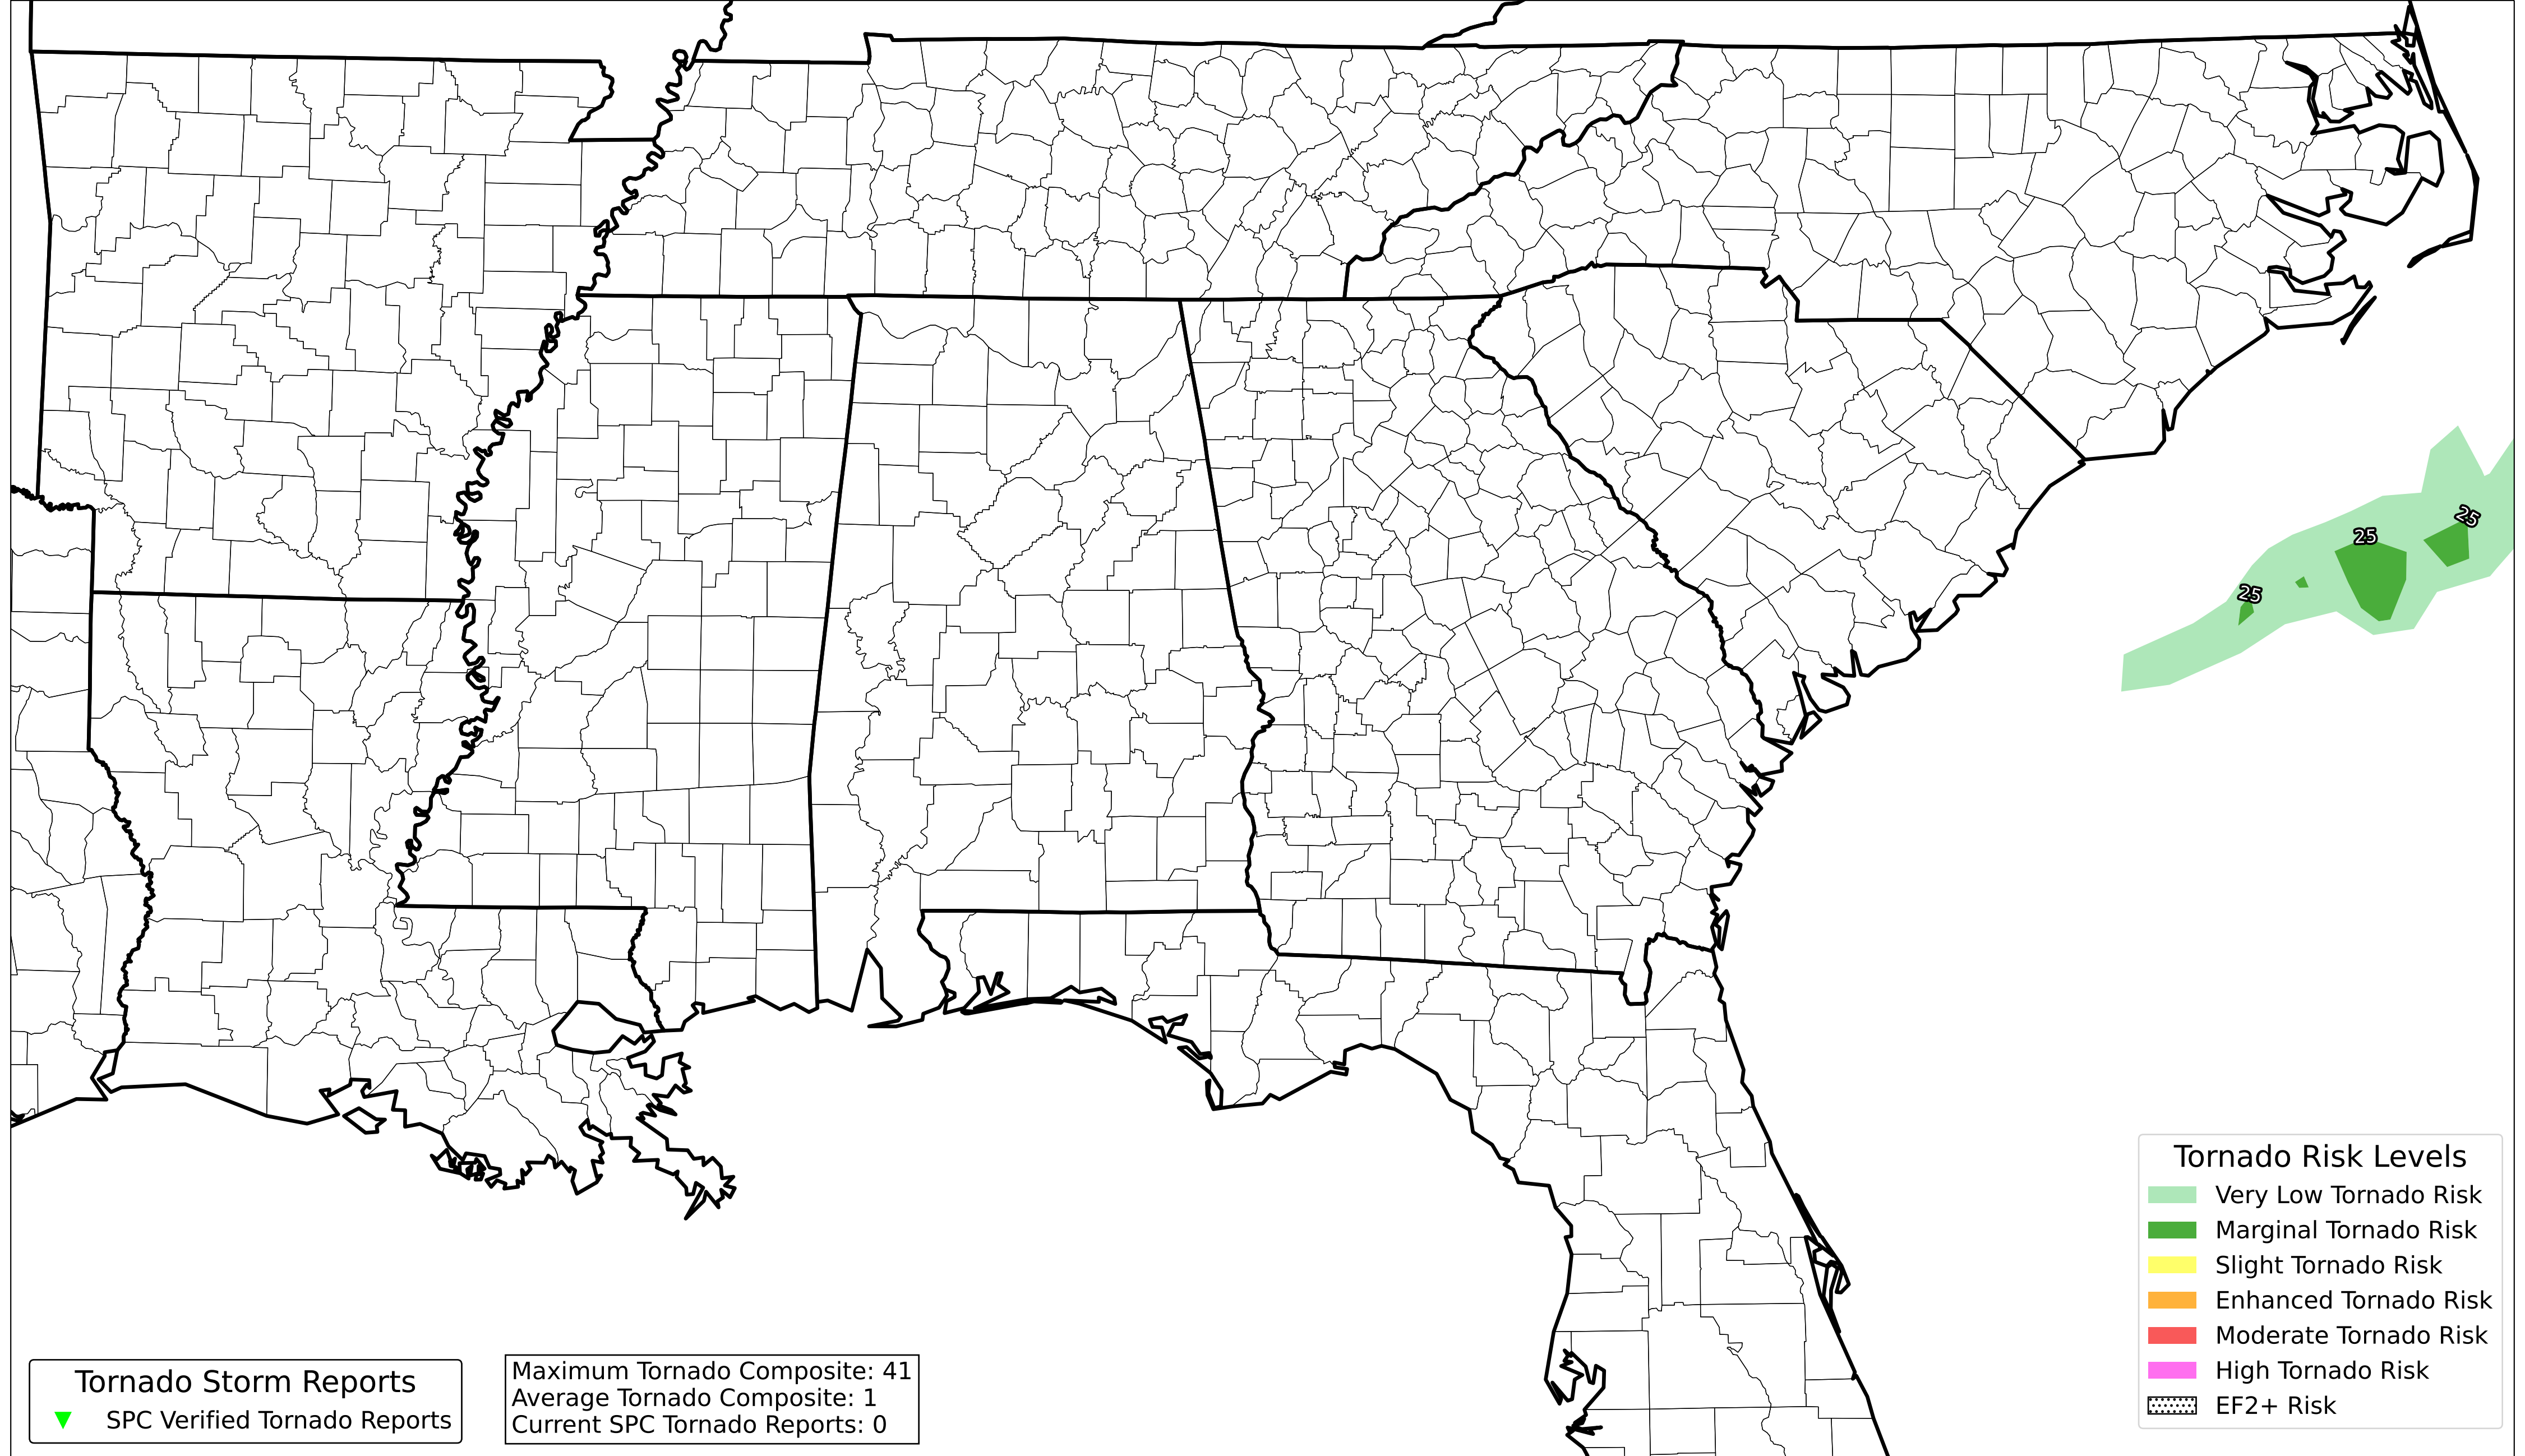 25
25
25
Tornado Risk Levels
Very Low Tornado Risk
Marginal Tornado Risk
Slight Tornado Risk
Enhanced Tornado Risk
Moderate Tornado Risk
High Tornado Risk
EF2+ Risk
Tornado Storm Reports
SPC Verified Tornado Reports
Maximum Tornado Composite: 41
Average Tornado Composite: 1
Current SPC Tornado Reports: 0